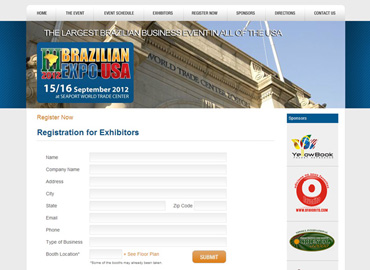 HOME THE EVENT EVENT SCHEDULE EXHIBITORS REGISTER NOW SPONSORS DIRECTIONS CONTACT US
THE LARGEST BRAZILIAN BUSINESS EVENT IN ALL OF THE USA
WORLD TRADE CENTER
2012 BRAZILIAN
EXPO-USA
15/16 September 2012
at SEAPORT WORLD TRADE CENTER
Register Now
Sponsors
Registration for Exhibitors
Name
Company Name
Address
City
State Zip Code
Email
Phone
Type of Business
Booth Location* + See Floor Plan SUBMIT
*Some of the booths may already been taken
YellowBook